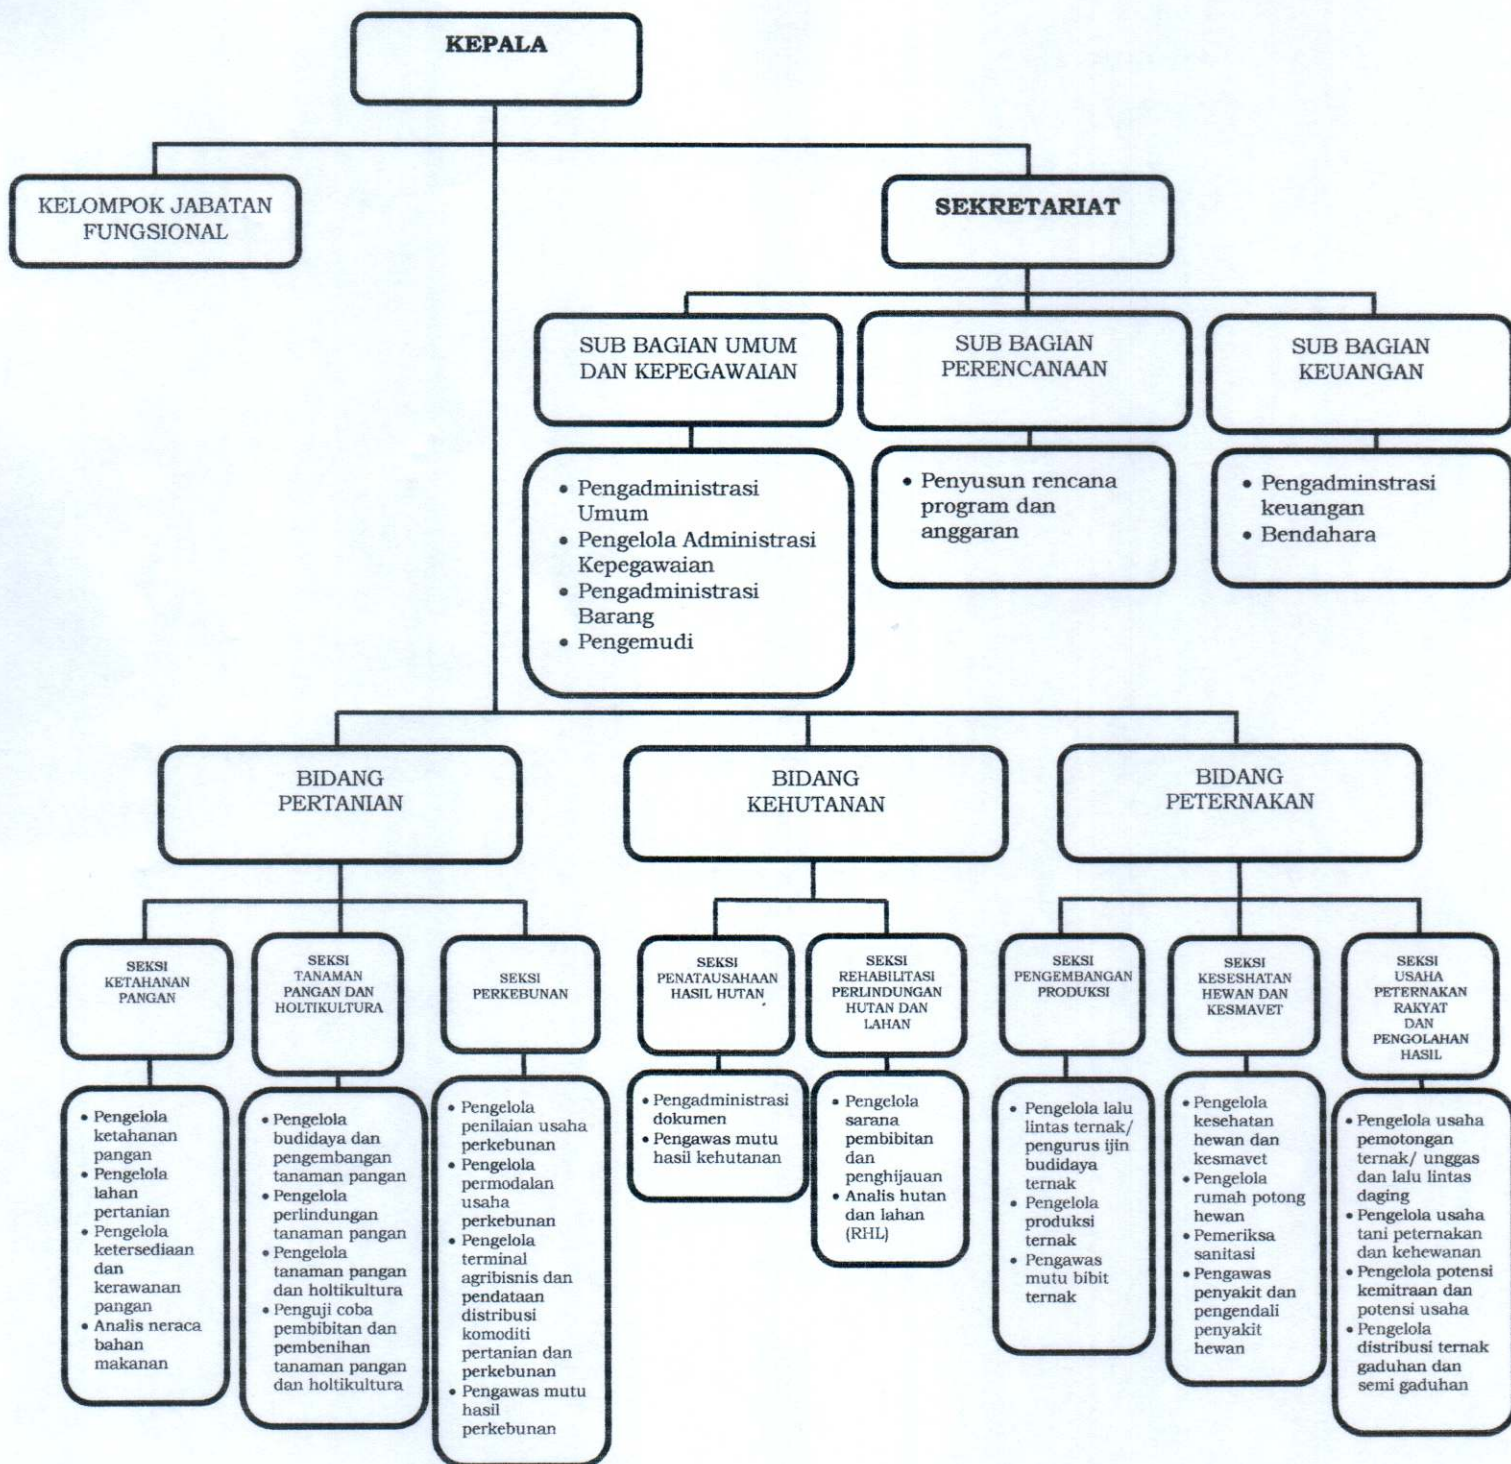 KEPALA
KELOMPOK JABATAN
FUNGSIONAL
SEKRETARIAT
SUB BAGIAN UMUM
DAN KEPEGAWAIAN
SUB BAGIAN
PERENCANAAN
SUB BAGIAN
KEUANGAN
• Pengadministrasi
Umum
• Pengelola Administrasi
Kepegawaian
• Pengadministrasi
Barang
• Pengemudi
• Penyusun rencana
program dan
anggaran
• Pengadminstrasi
keuangan
• Bendahara
BIDANG
PERTANIAN
BIDANG
KEHUTANAN
BIDANG
PETERNAKAN
SEKSI
KETAHANAN
PANGAN
SEKSI
TANAMAN
PANGAN DAN
HOLTIKULTURA
SEKSI
PERKEBUNAN
SEKSI
PENATAUSAHAAN
HASIL HUTAN
SEKSI
REHABILITASI
PERLINDUNGAN
HUTAN DAN
LAHAN
SEKSI
PENGEMBANGAN
PRODUKSI
SEKSI
KESESHATAN
HEWAN DAN
KESMAVET
SEKSI
USAHA
PETERNAKAN
RAKYAT
DAN
PENGOLAHAN
HASIL
• Pengelola
ketahanan
pangan
• Pengelola
lahan
pertanian
• Pengelola
ketersediaan
dan
kerawanan
pangan
• Analis neraca
bahan
makanan
• Pengelola
budidaya dan
pengembangan
tanaman pangan
• Pengelola
perlindungan
tanaman pangan
• Pengelola
tanaman pangan
dan holtikultura
• Penguji coba
pembibitan dan
pembenihan
tanaman pangan
dan holtikultura
• Pengelola
penilaian usaha
perkebunan
• Pengelola
permodalan
usaha
perkebunan
• Pengelola
terminal
agribisnis dan
pendataan
distribusi
komoditi
pertanian dan
perkebunan
• Pengawas mutu
hasil
perkebunan
• Pengadministrasi
dokumen
• Pengawas mutu
hasil kehutanan
• Pengelola
sarana
pembibitan
dan
penghijauan
• Analis hutan
dan lahan
(RHL)
• Pengelola lalu
lintas ternak/
pengurus ijin
budidaya
ternak
• Pengelola
produksi
ternak
• Pengawas
mutu bibit
ternak
• Pengelola
kesehatan
hewan dan
kesmavet
• Pengelola
rumah potong
hewan
• Pemeriksa
sanitasi
• Pengawas
penyakit dan
pengendali
penyakit
hewan
• Pengelola usaha
pemotongan
ternak/ unggas
dan lalu lintas
daging
• Pengelola usaha
tani peternakan
dan kehewanan
• Pengelola potensi
kemitraan dan
potensi usaha
• Pengelola
distribusi ternak
gaduhan dan
semi gaduhan